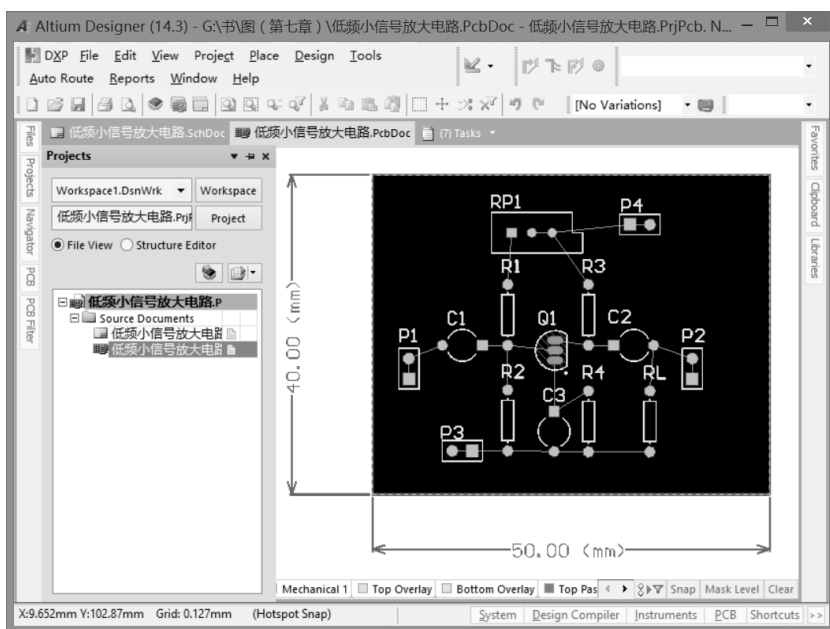 Altium Designer (14.3) - G:\书\图 ( 第七章 ) \低频小信号放大电路.PcbDoc - 低频小信号放大电路.PrjPcb. N...
DXP File Edit View Project Place Design Tools
Auto Route Reports Window Help
[No Variations]
低频小信号放大电路.SchDoc 低频小信号放大电路.PcbDoc (7) Tasks
Files
Projects
Navigator
PCB
PCB Filter
Projects
Workspace1.DsnWrk Workspace
低频小信号放大电路.Prj Project
File View Structure Editor
低频小信号放大电路.P
Source Documents
低频小信号放大电路
低频小信号放大电路
RP1 P4
R1 R3
C1 Q1 C2
P1 P2
R2 R4 RL
C3
P3
40.00 (mm)
50.00 (mm)
Favorites
Clipboard
Libraries
Mechanical 1 Top Overlay Bottom Overlay Top Pas Snap Mask Level Clear
X:9.652mm Y:102.87mm Grid: 0.127mm (Hotspot Snap) System Design Compiler Instruments PCB Shortcuts >>